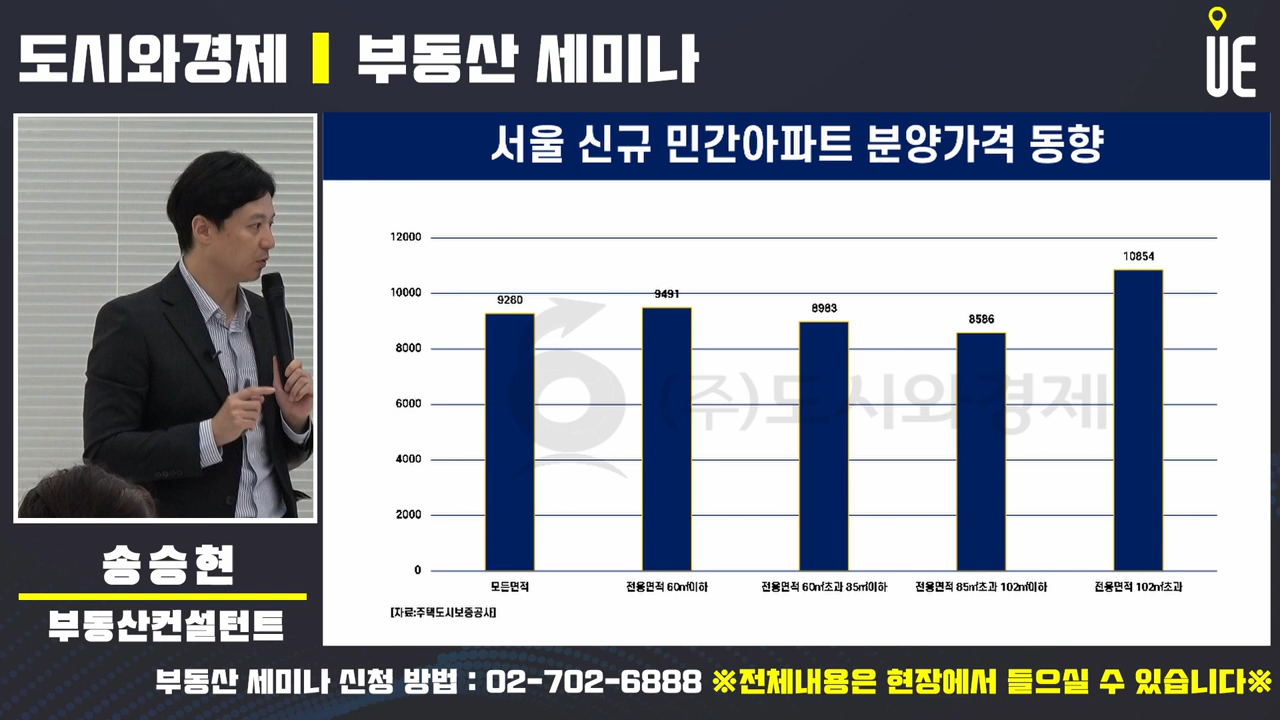 도시와경제 부동산 세미나
UE
서울 신규 민간아파트 분양가격 동향
12000
10000
8000
6000
4000
2000
0
9280
9491
8983
8586
10854
(주)도시와경제
모든면적
전용면적 60㎡이하
전용면적 60㎡초과 85㎡이하
전용면적 85㎡초과 102㎡이하
전용면적 102㎡초과
[자료:주택도시보증공사]
송승현
부동산컨설턴트
부동산 세미나 신청 방법 : 02-702-6888 ※전체내용은 현장에서 들으실 수 있습니다※